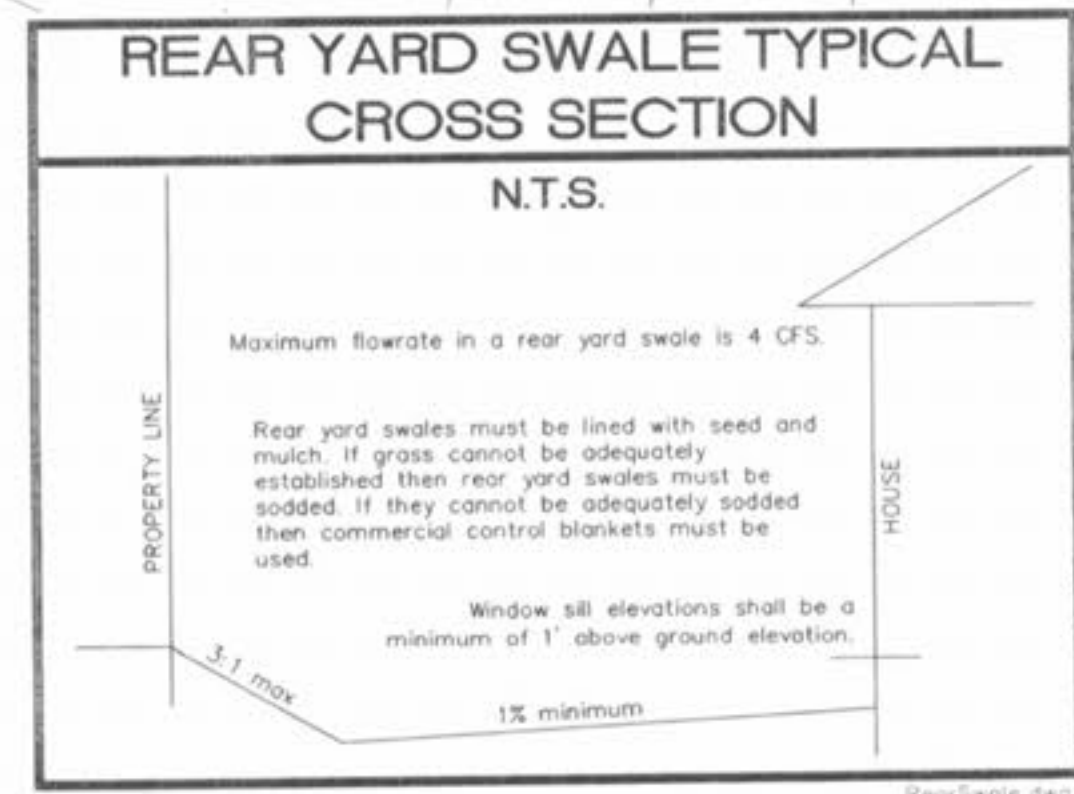 REAR YARD SWALE TYPICAL
CROSS SECTION
N.T.S.
Maximum flowrate in a rear yard swale is 4 CFS.
PROPERTY LINE
Rear yard swales must be lined with seed and
mulch. If grass cannot be adequately
established then rear yard swales must be
sodded. If they cannot be adequately sodded
then commercial control blankets must be
used.
HOUSE
Window sill elevations shall be a
minimum of 1' above ground elevation.
3:1 max
1% minimum
RearSwale.dwg